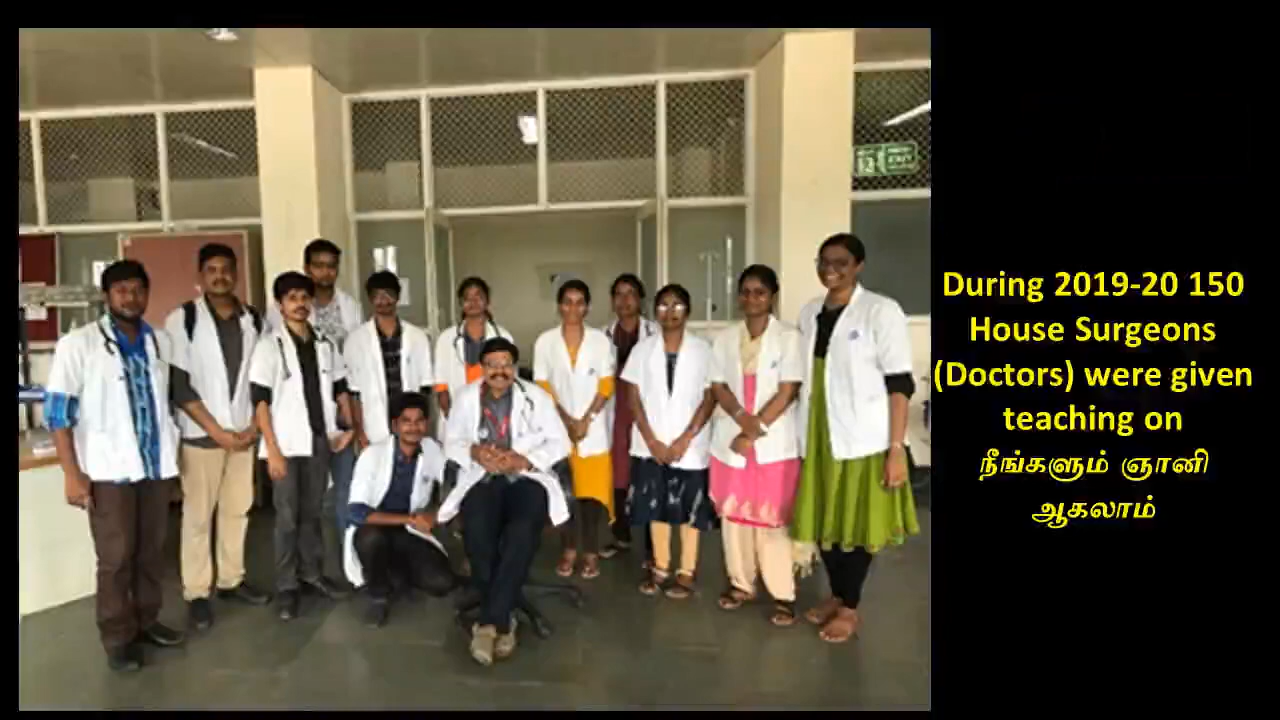 During 2019-20 150
House Surgeons
(Doctors) were given
teaching on
நீங்களும் ஞானி
ஆகலாம்